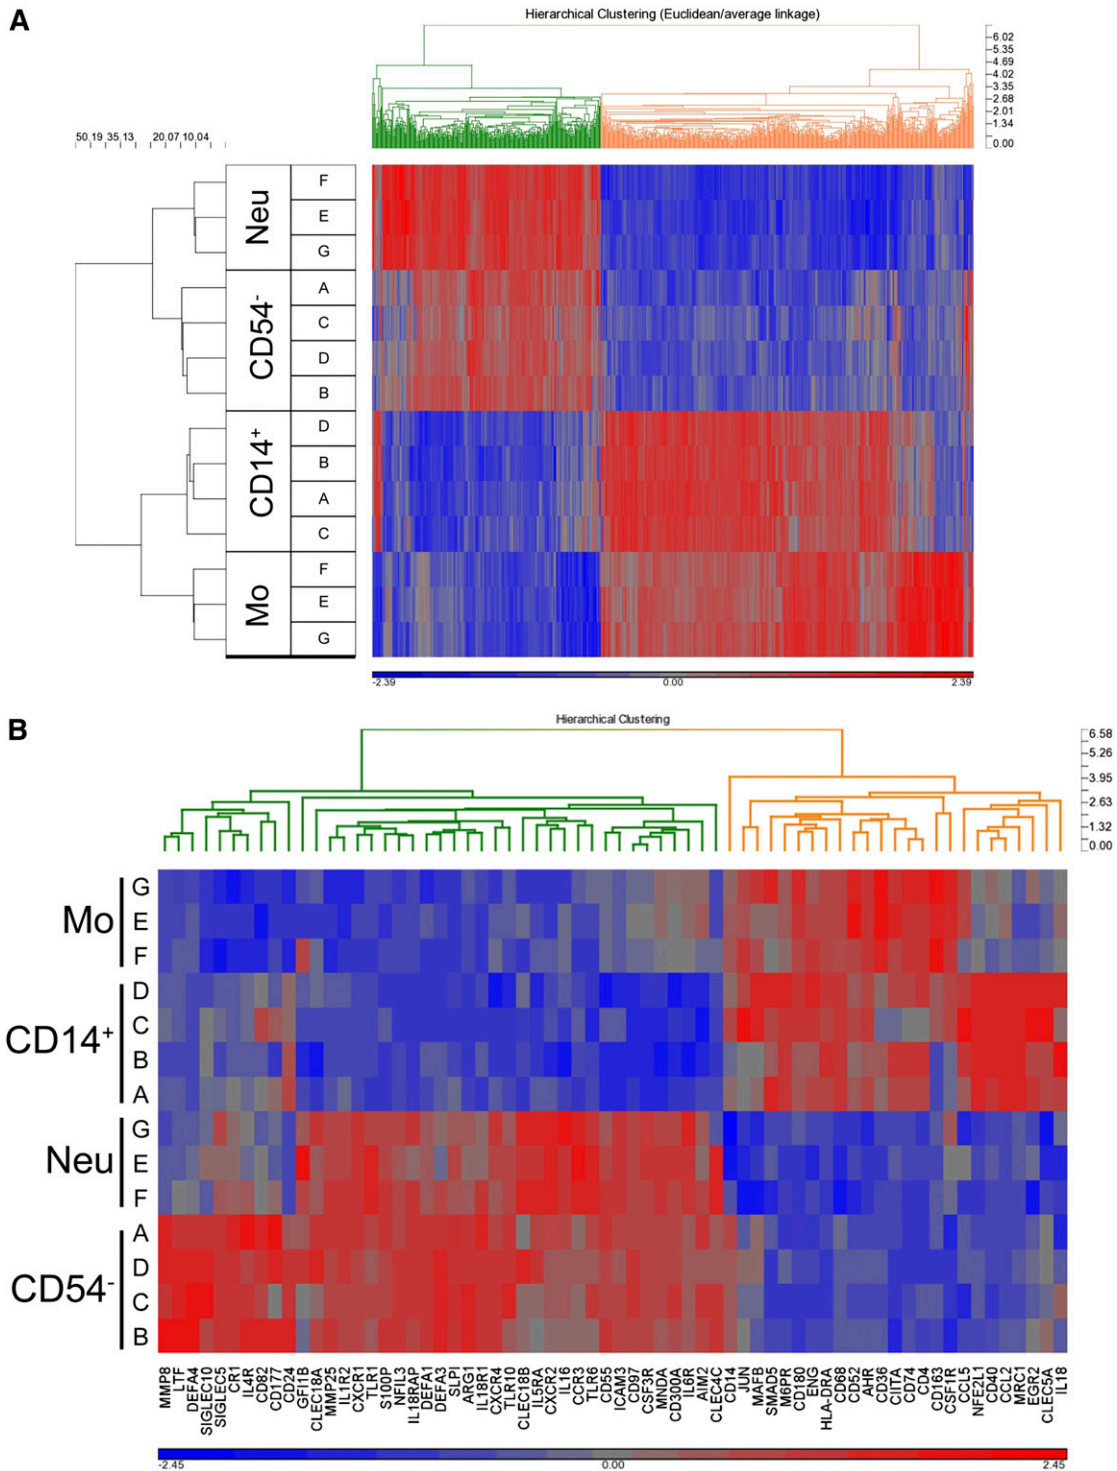 A
Hierarchical Clustering (Euclidean/average linkage)
6.02
5.35
4.69
4.02
3.35
2.68
2.01
1.34
0.00
50.19 35.13 20.07 10.04
Neu
F
E
G
CD54-
A
C
D
B
CD14+
D
B
A
C
Mo
F
E
G
-2.39 0.00 2.39
B
Hierarchical Clustering
6.58
5.26
3.95
2.63
1.32
0.00
Mo
G
E
F
CD14+
D
C
B
A
Neu
G
E
F
CD54-
A
D
C
B
MMP8
LTF
DEFA4
SIGLEC10
SIGLEC5
CR1
IL4R
CD82
CD177
CD24
GFI1B
CLEC18A
MMP25
IL1R2
CXCR1
TLR1
S100P
NFIL3
IL18RAP
DEFA1
DEFA3
SLPI
ARG1
IL18R1
CXCR4
TLR10
CLEC18B
IL5RA
CXCR2
IL16
CCR3
TLR6
CD55
ICAM3
CD97
CSF3R
MNDA
CD300A
IL6R
AIM2
CLEC4C
CD14
JUN
MAFB
SMAD5
M6PR
CD180
ENG
HLA-DRA
CD68
CD52
AHR
CD36
CIITA
CD74
CD4
CD163
CSF1R
CCL5
NFE2L1
CD40
CCL2
MRC1
EGR2
CLEC5A
IL18
-2.45 0.00 2.45